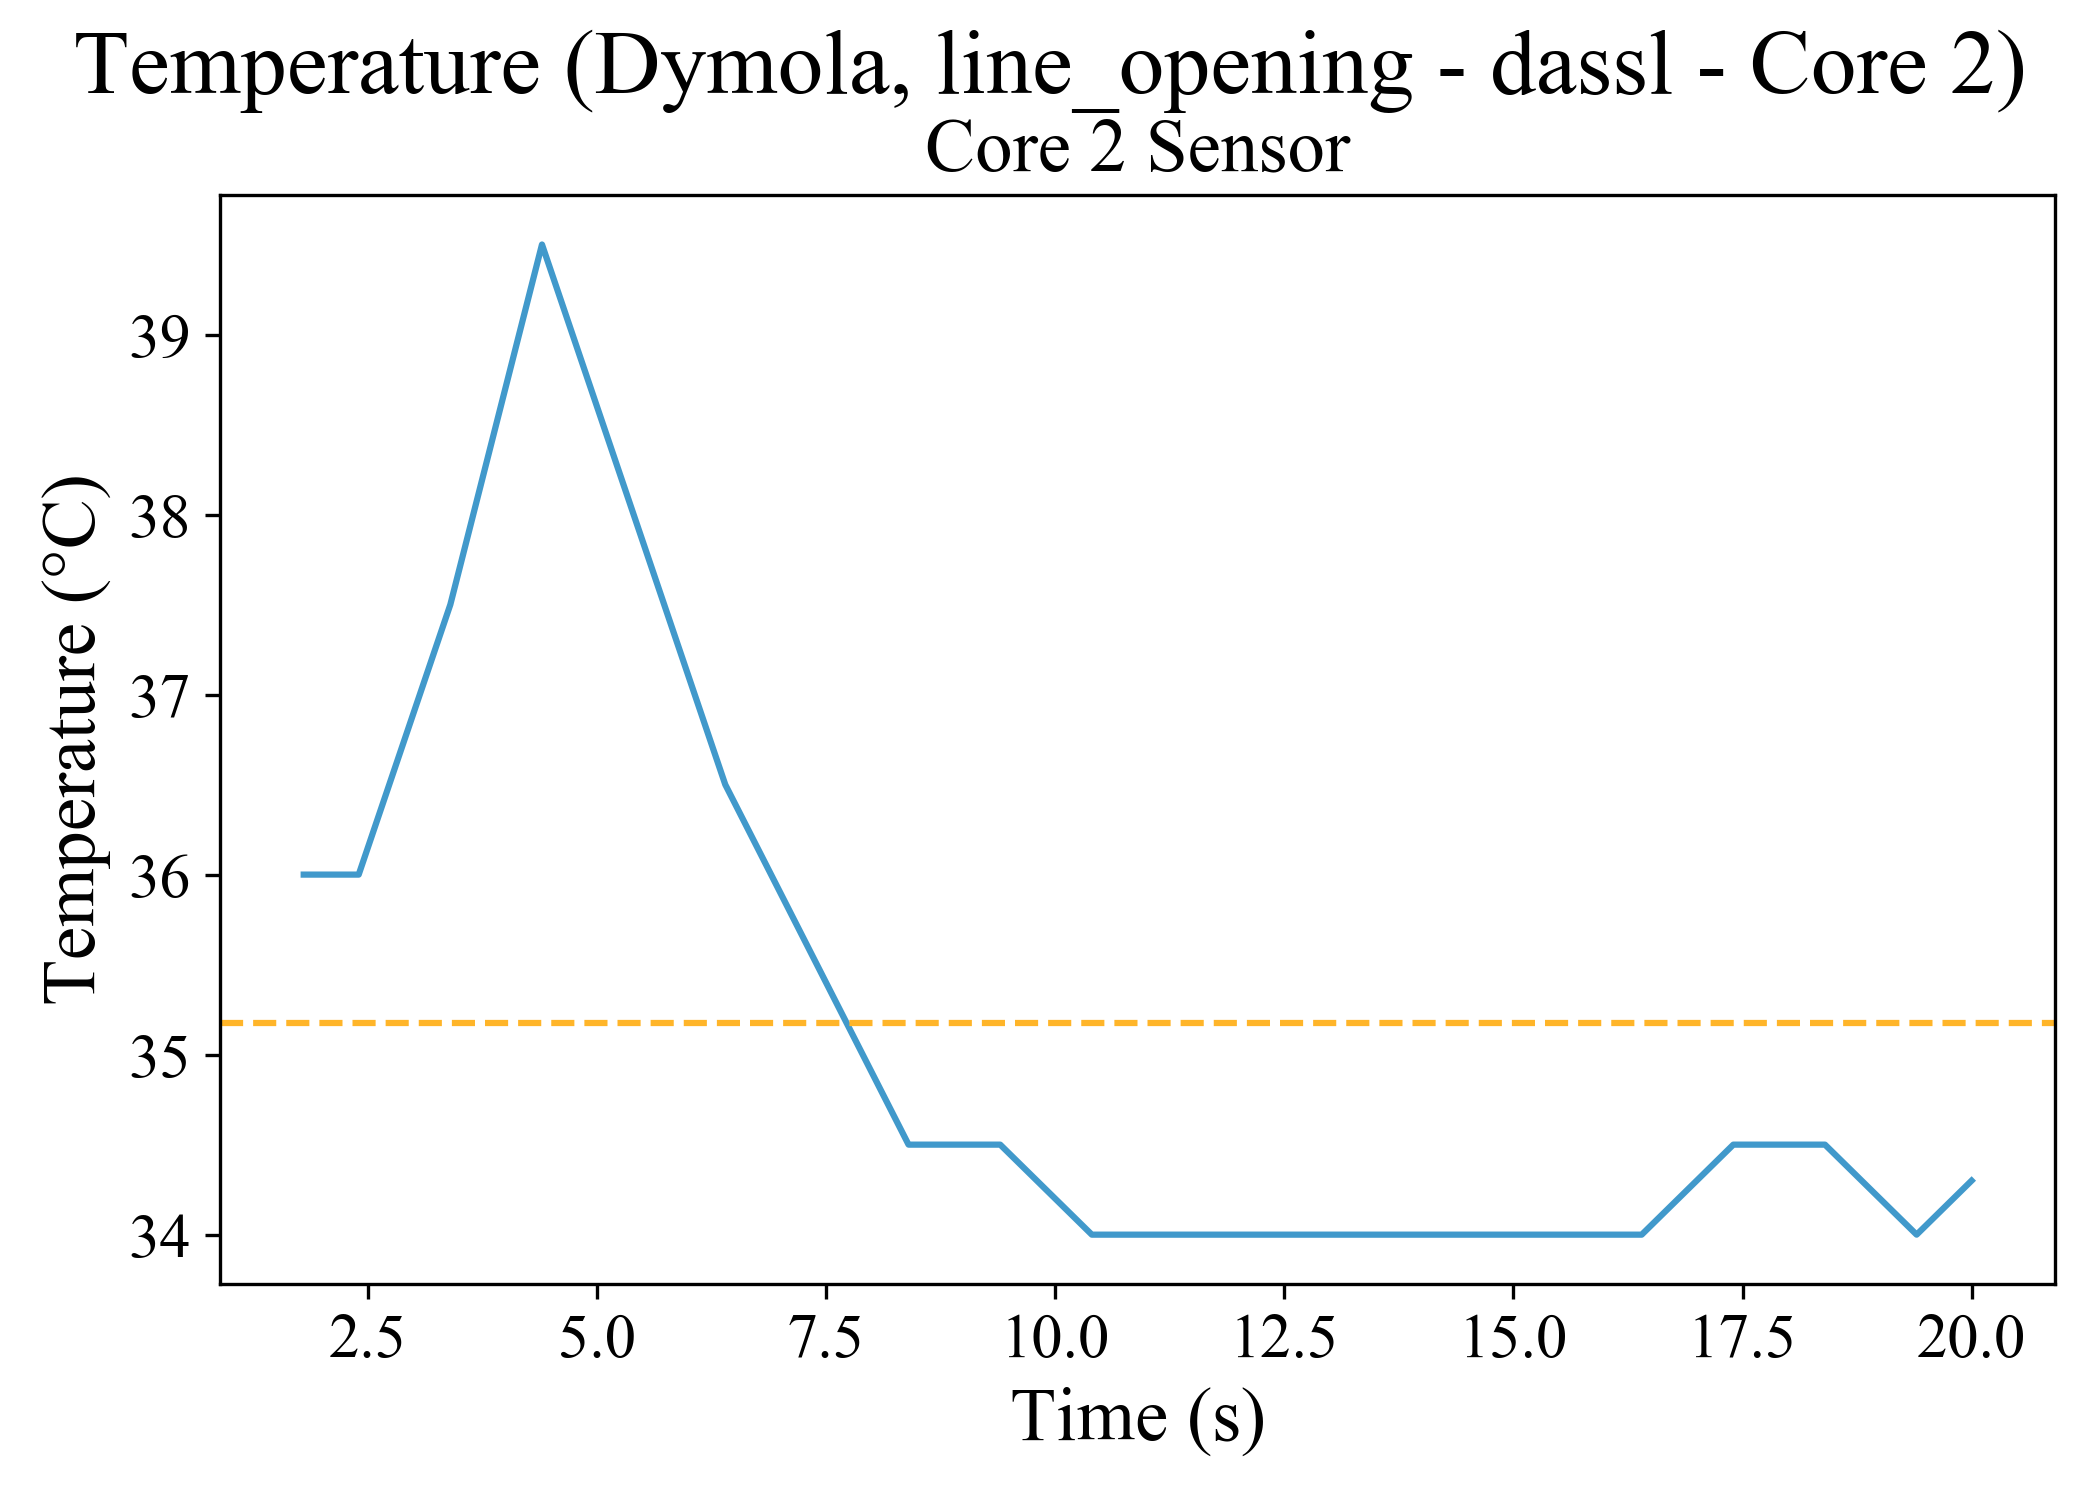 Temperature (Dymola, line_opening - dassl - Core 2)
Core 2 Sensor
Temperature (°C)
39
38
37
36
35
34
2.5 5.0 7.5 10.0 12.5 15.0 17.5 20.0
Time (s)